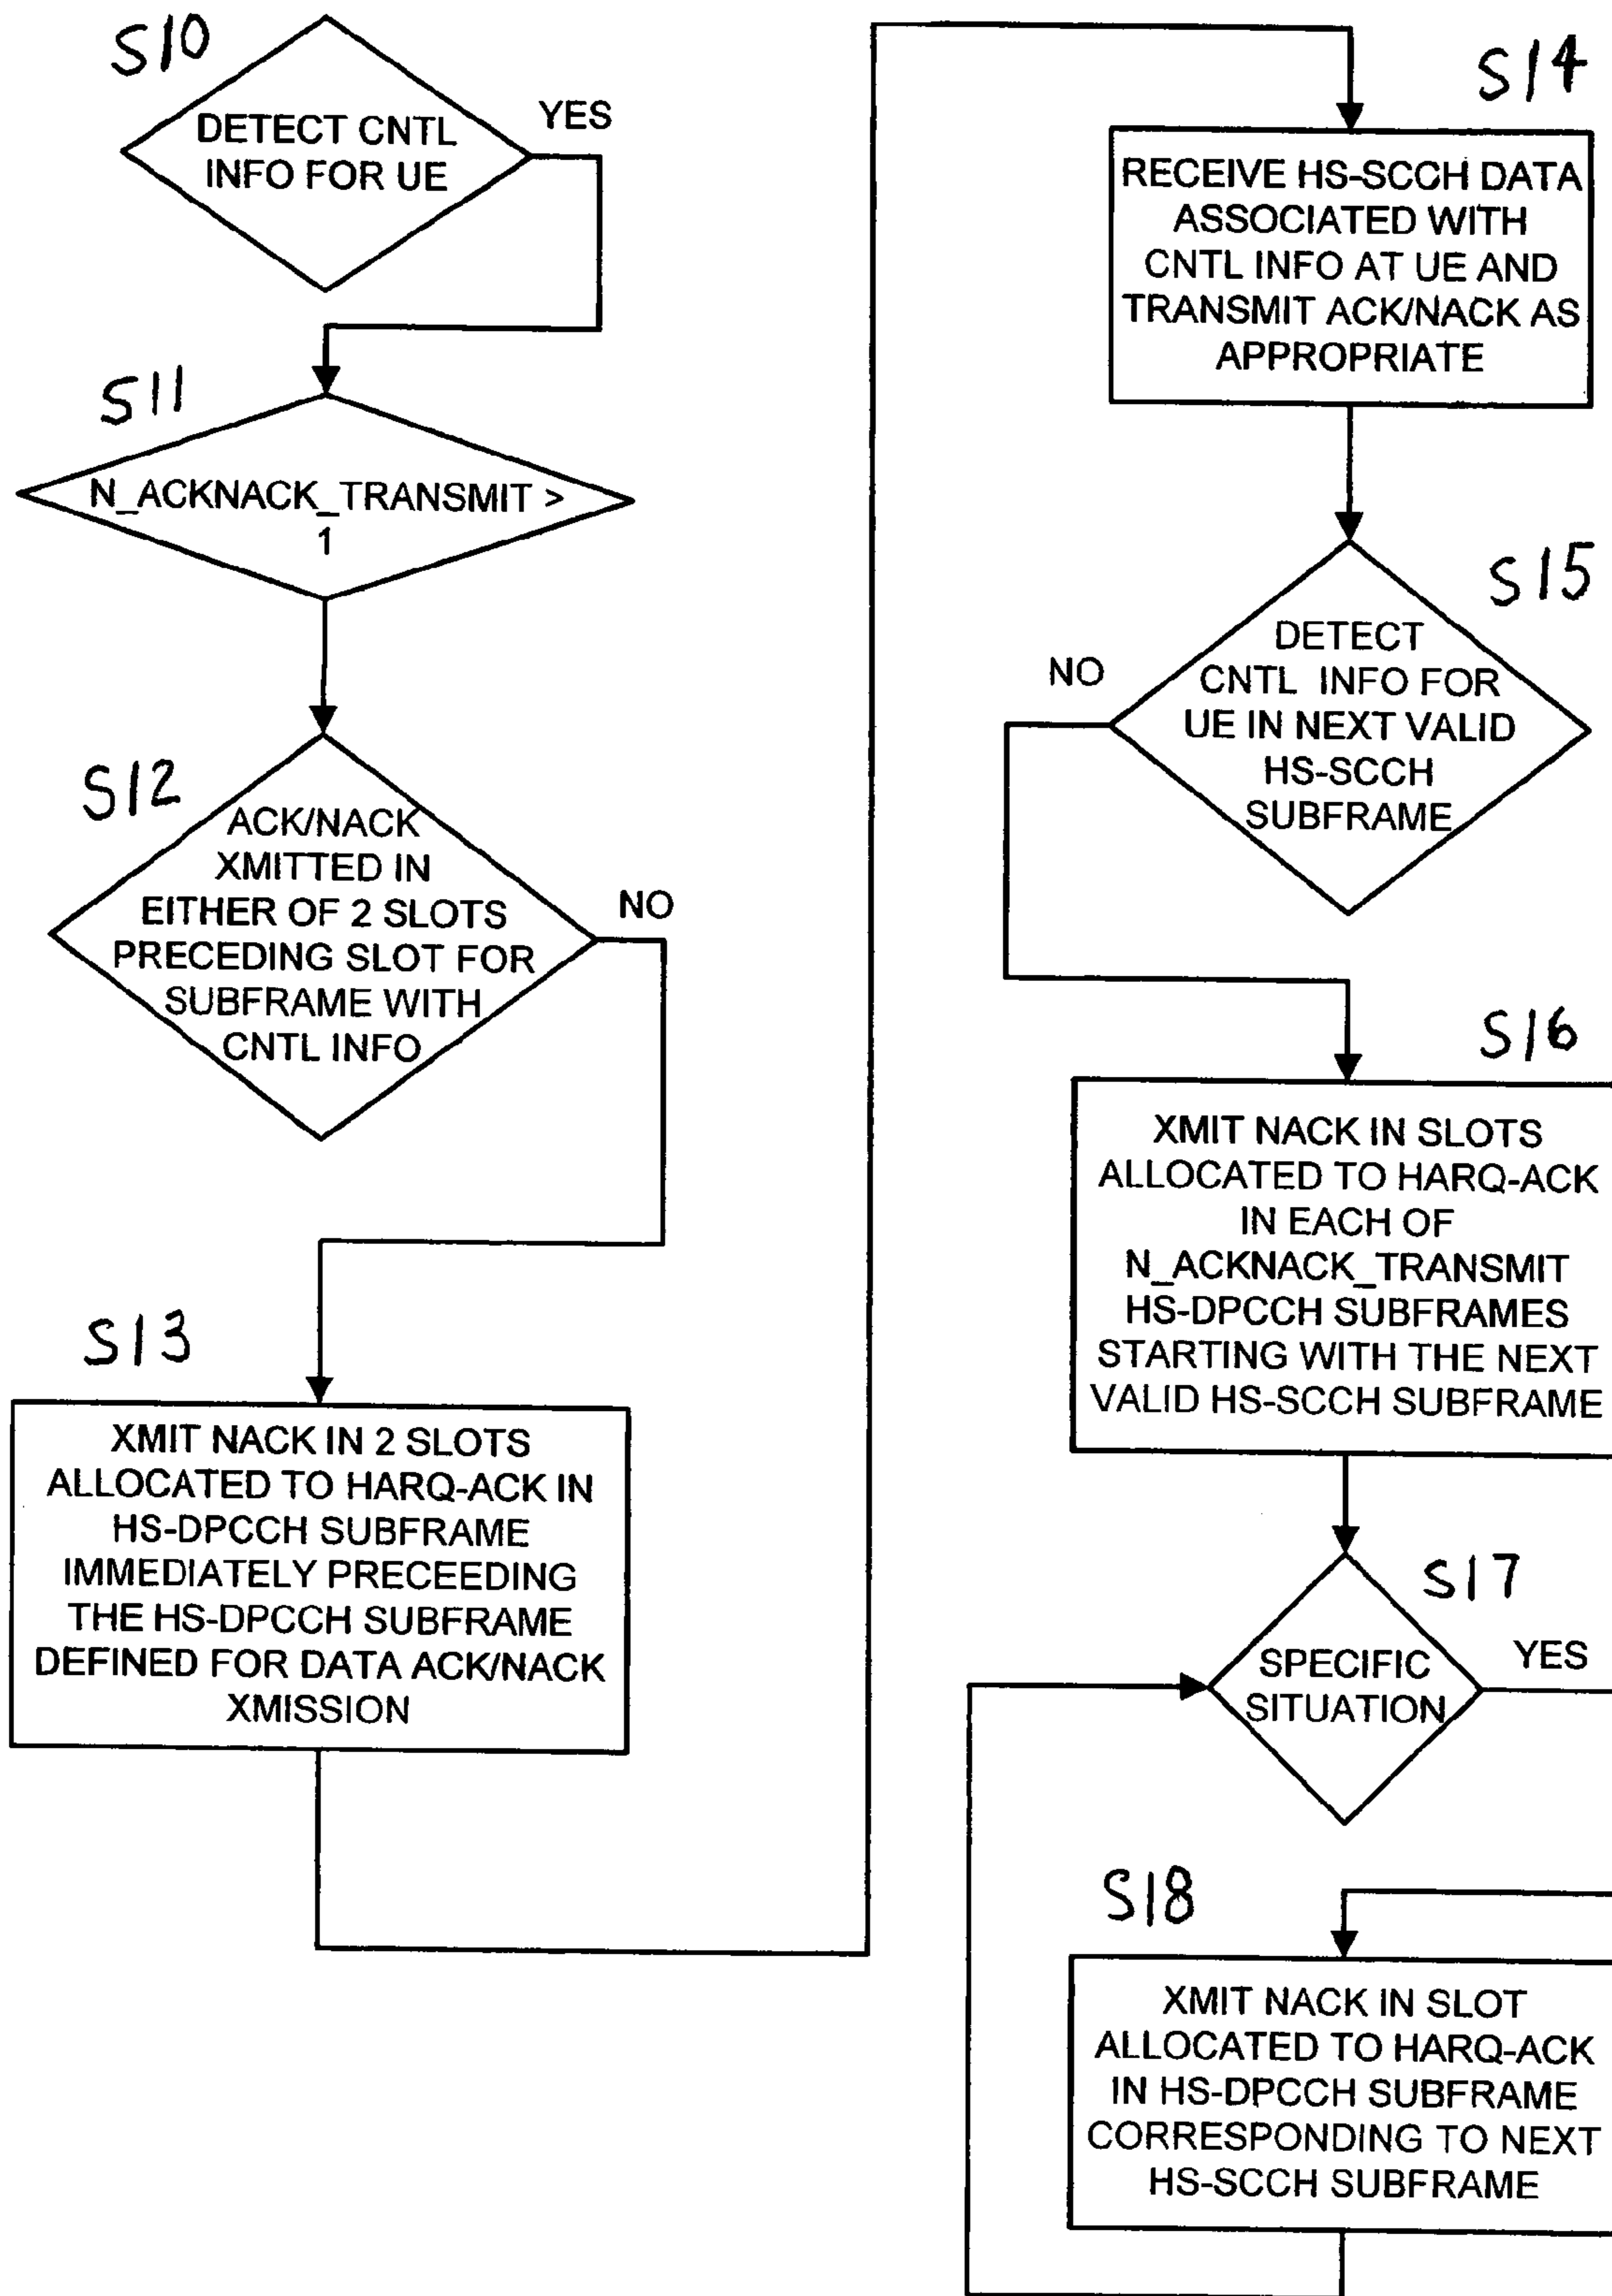 S10
DETECT CNTL
INFO FOR UE
YES
S11
N_ACKNACK_TRANSMIT >
1
S12
ACK/NACK
XMITTED IN
EITHER OF 2 SLOTS
PRECEDING SLOT FOR
SUBFRAME WITH
CNTL INFO
NO
S13
XMIT NACK IN 2 SLOTS
ALLOCATED TO HARQ-ACK IN
HS-DPCCH SUBFRAME
IMMEDIATELY PRECEEDING
THE HS-DPCCH SUBFRAME
DEFINED FOR DATA ACK/NACK
XMISSION
S14
RECEIVE HS-SCCH DATA
ASSOCIATED WITH
CNTL INFO AT UE AND
TRANSMIT ACK/NACK AS
APPROPRIATE
S15
DETECT
CNTL INFO FOR
UE IN NEXT VALID
HS-SCCH
SUBFRAME
NO
S16
XMIT NACK IN SLOTS
ALLOCATED TO HARQ-ACK
IN EACH OF
N_ACKNACK_TRANSMIT
HS-DPCCH SUBFRAMES
STARTING WITH THE NEXT
VALID HS-SCCH SUBFRAME
S17
SPECIFIC
SITUATION
YES
S18
XMIT NACK IN SLOT
ALLOCATED TO HARQ-ACK
IN HS-DPCCH SUBFRAME
CORRESPONDING TO NEXT
HS-SCCH SUBFRAME